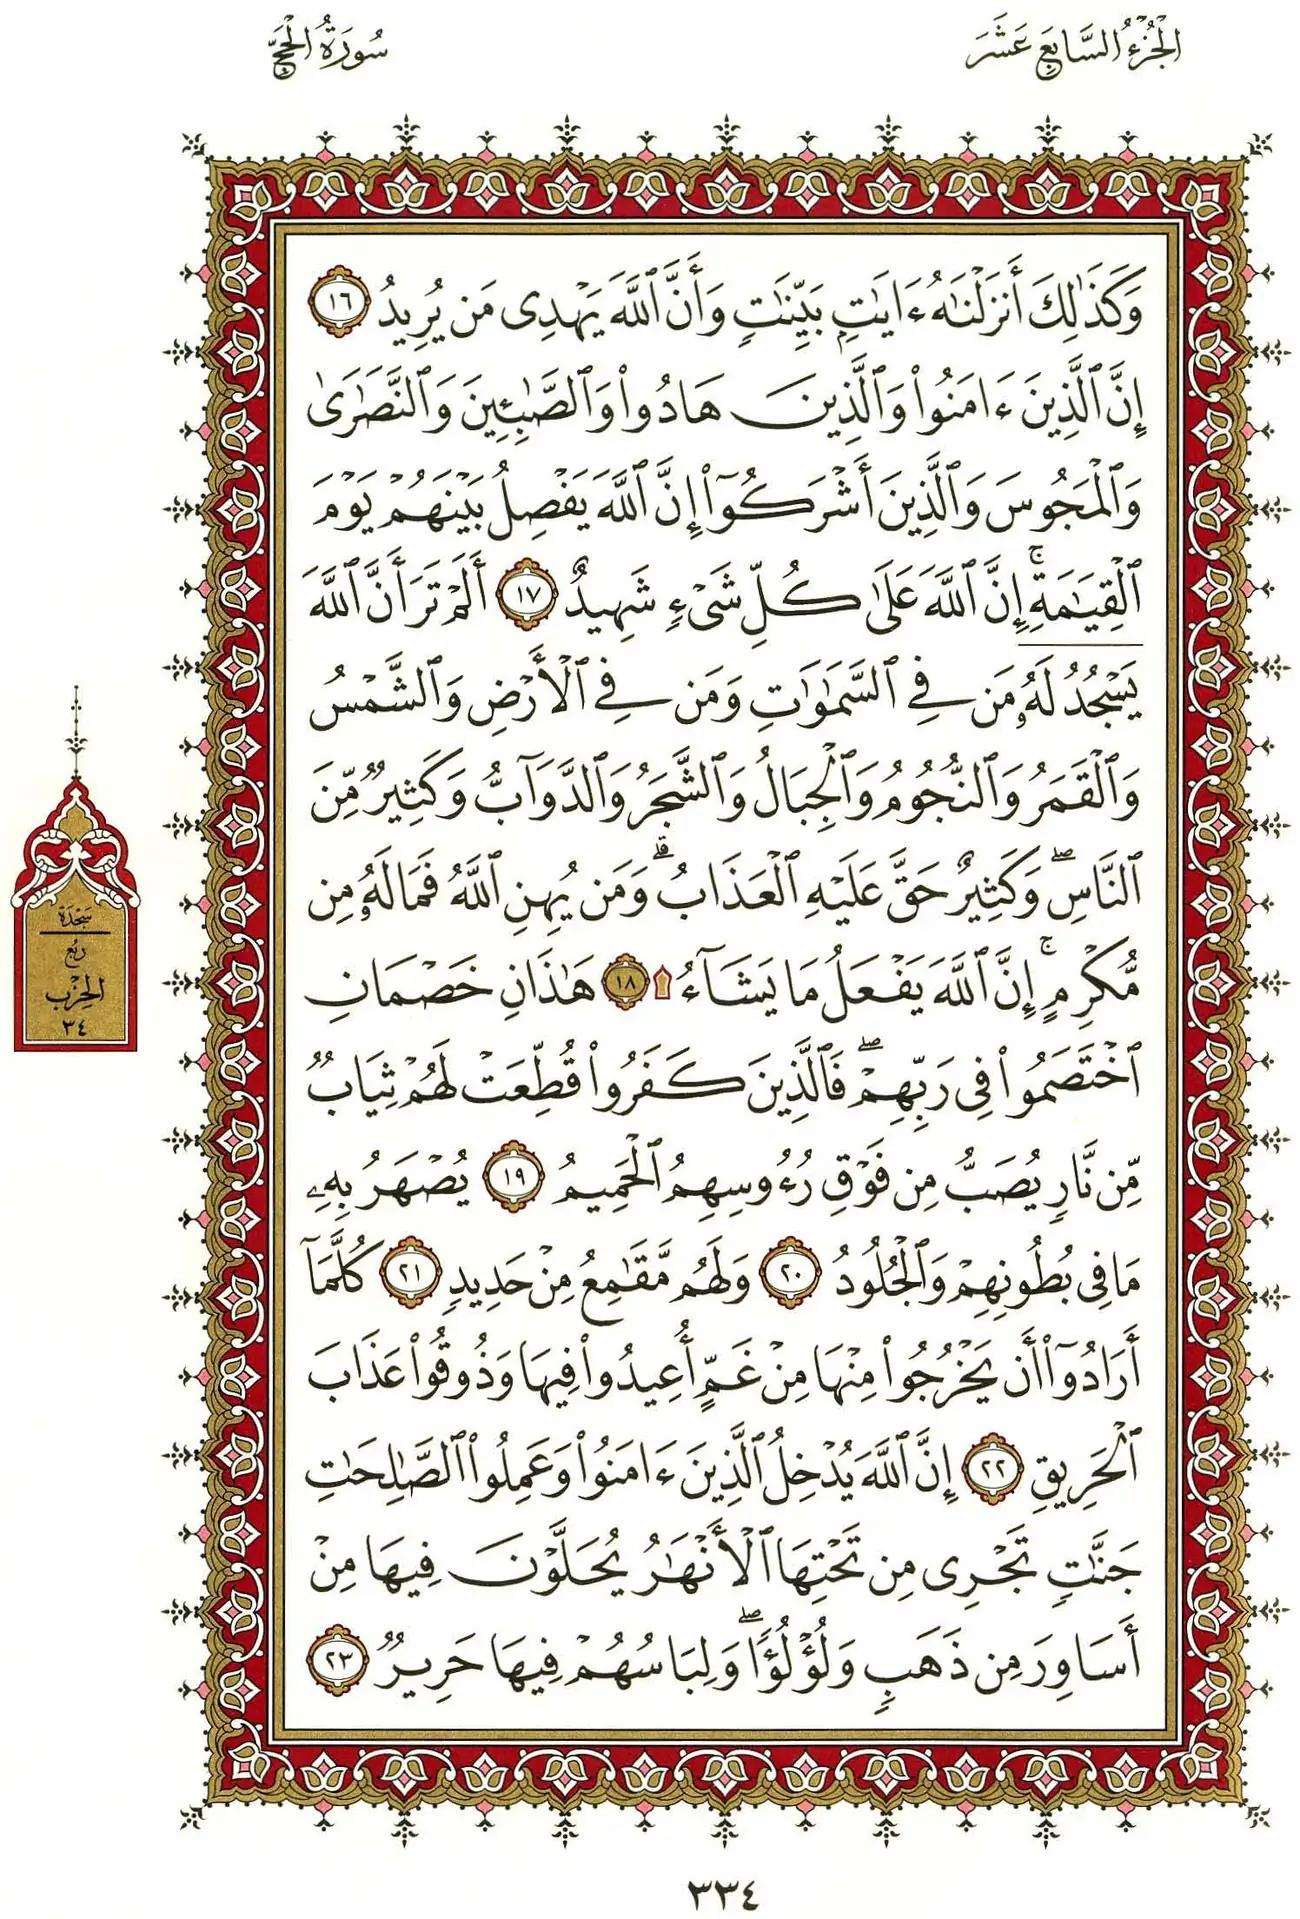 الجزء السابع عشر
سورة الحج
وَكَذَٰلِكَ أَنزَلْنَٰهُ ءَايَٰتٍۭ بَيِّنَٰتٍ وَأَنَّ ٱللَّهَ يَهْدِى مَن يُرِيدُ ١٦
إِنَّ ٱلَّذِينَ ءَامَنُوا۟ وَٱلَّذِينَ هَادُوا۟ وَٱلصَّٰبِـِٔينَ وَٱلنَّصَٰرَىٰ
وَٱلْمَجُوسَ وَٱلَّذِينَ أَشْرَكُوٓا۟ إِنَّ ٱللَّهَ يَفْصِلُ بَيْنَهُمْ يَوْمَ
ٱلْقِيَٰمَةِ ۚ إِنَّ ٱللَّهَ عَلَىٰ كُلِّ شَىْءٍ شَهِيدٌ ١٧ أَلَمْ تَرَ أَنَّ ٱللَّهَ
يَسْجُدُ لَهُۥ مَن فِى ٱلسَّمَٰوَٰتِ وَمَن فِى ٱلْأَرْضِ وَٱلشَّمْسُ
وَٱلْقَمَرُ وَٱلنُّجُومُ وَٱلْجِبَالُ وَٱلشَّجَرُ وَٱلدَّوَآبُّ وَكَثِيرٌ مِّنَ
ٱلنَّاسِ ۖ وَكَثِيرٌ حَقَّ عَلَيْهِ ٱلْعَذَابُ ۗ وَمَن يُهِنِ ٱللَّهُ فَمَا لَهُۥ مِن
مُّكْرِمٍ ۚ إِنَّ ٱللَّهَ يَفْعَلُ مَا يَشَآءُ ۩ ١٨ هَٰذَانِ خَصْمَانِ
ٱخْتَصَمُوا۟ فِى رَبِّهِمْ ۖ فَٱلَّذِينَ كَفَرُوا۟ قُطِّعَتْ لَهُمْ ثِيَابٌ
مِّن نَّارٍ يُصَبُّ مِن فَوْقِ رُءُوسِهِمُ ٱلْحَمِيمُ ١٩ يُصْهَرُ بِهِۦ
مَا فِى بُطُونِهِمْ وَٱلْجُلُودُ ٢٠ وَلَهُم مَّقَٰمِعُ مِنْ حَدِيدٍ ٢١ كُلَّمَآ
أَرَادُوٓا۟ أَن يَخْرُجُوا۟ مِنْهَا مِنْ غَمٍّ أُعِيدُوا۟ فِيهَا وَذُوقُوا۟ عَذَابَ
ٱلْحَرِيقِ ٢٢ إِنَّ ٱللَّهَ يُدْخِلُ ٱلَّذِينَ ءَامَنُوا۟ وَعَمِلُوا۟ ٱلصَّٰلِحَٰتِ
جَنَّٰتٍ تَجْرِى مِن تَحْتِهَا ٱلْأَنْهَٰرُ يُحَلَّوْنَ فِيهَا مِنْ
أَسَاوِرَ مِن ذَهَبٍ وَلُؤْلُؤًا ۖ وَلِبَاسُهُمْ فِيهَا حَرِيرٌ ٢٣
سجدة
ربع
الحزب
٣٤
٣٣٤